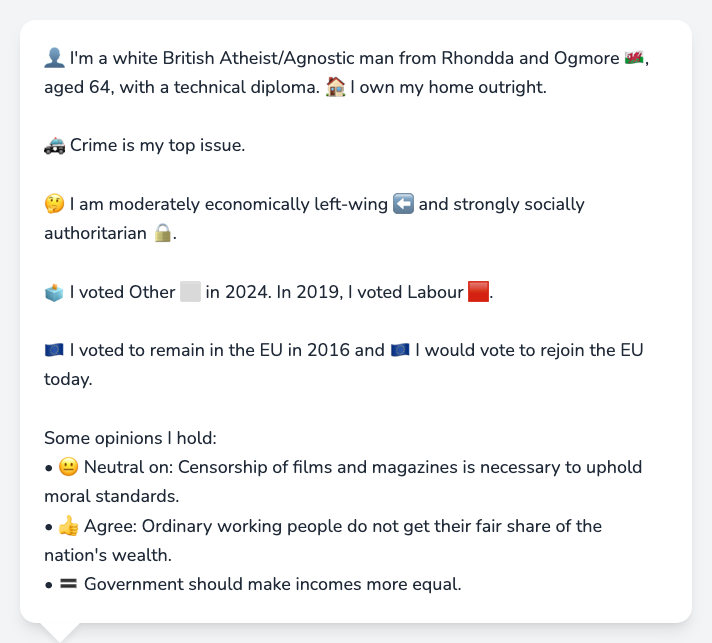 👤 I'm a white British Atheist/Agnostic man from Rhondda and Ogmore 🏴󠁧󠁢󠁷󠁬󠁳󠁿,
aged 64, with a technical diploma. 🏠 I own my home outright.
🚓 Crime is my top issue.
🤔 I am moderately economically left-wing ⬅️ and strongly socially
authoritarian 🔒.
🗳️ I voted Other ⬜ in 2024. In 2019, I voted Labour 🟥.
🇪🇺 I voted to remain in the EU in 2016 and 🇪🇺 I would vote to rejoin the EU
today.
Some opinions I hold:
• 😐 Neutral on: Censorship of films and magazines is necessary to uphold
moral standards.
• 👍 Agree: Ordinary working people do not get their fair share of the
nation's wealth.
• 🟰 Government should make incomes more equal.